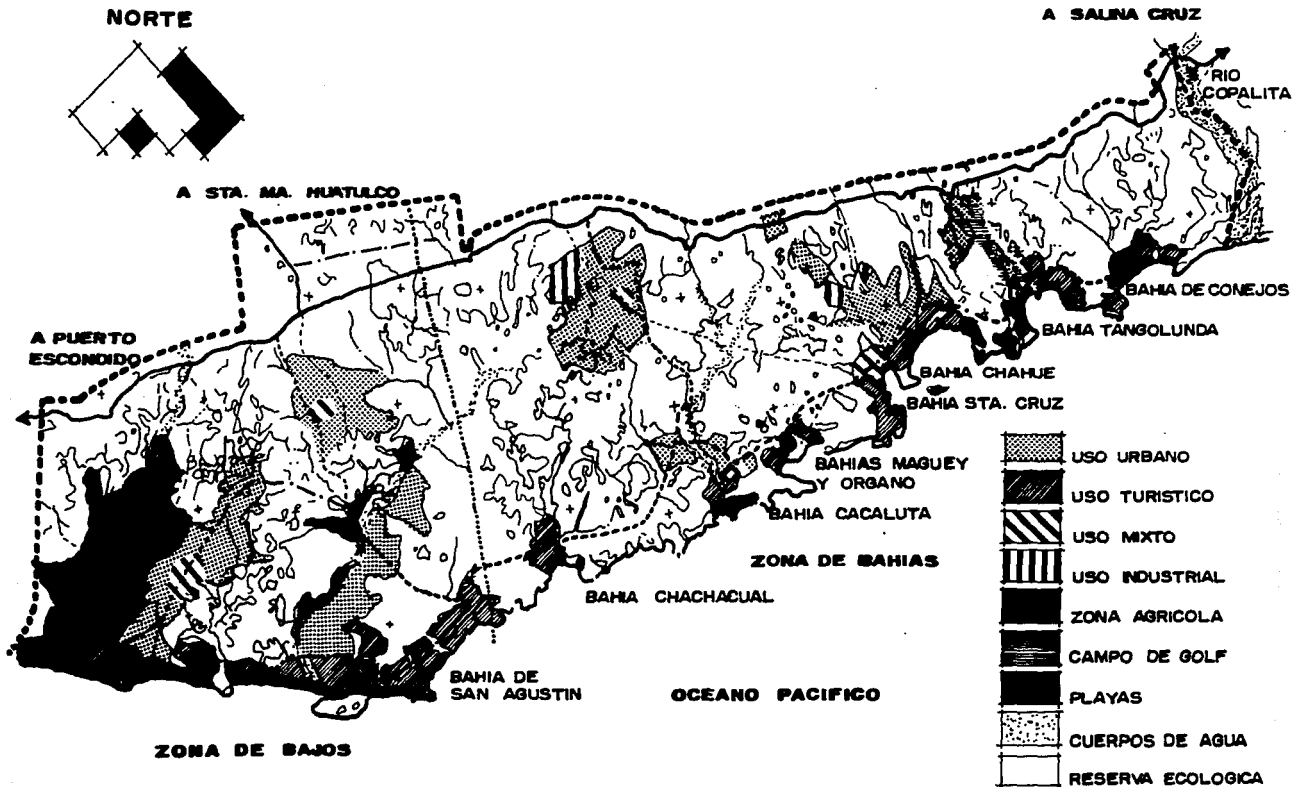 NORTE
A SALINA CRUZ
RIO
COPALITA
A STA. MA. HUATULCO
A PUERTO
ESCONDIDO
BAHIA DE CONEJOS
BAHIA TANGOLUNDA
BAHIA CHAHUE
BAHIA STA. CRUZ
BAHIAS MAGUEY
Y ORGANO
BAHIA CACALUTA
ZONA DE BAHIAS
BAHIA CHACHACUAL
BAHIA DE
SAN AGUSTIN
OCEANO PACIFICO
ZONA DE BAJOS
USO URBANO
USO TURISTICO
USO MIXTO
USO INDUSTRIAL
ZONA AGRICOLA
CAMPO DE GOLF
PLAYAS
CUERPOS DE AGUA
RESERVA ECOLOGICA